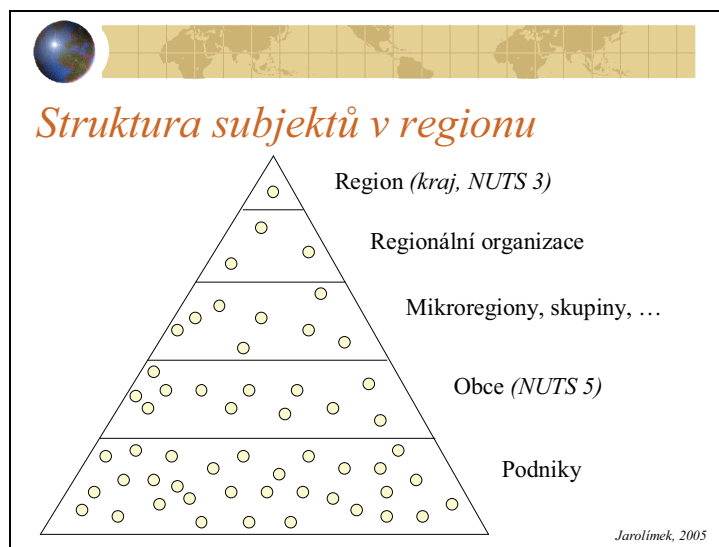 Struktura subjektů v regionu
Region (kraj, NUTS 3)
Regionální organizace
Mikroregiony, skupiny, …
Obce (NUTS 5)
Podniky
Jarolímek, 2005